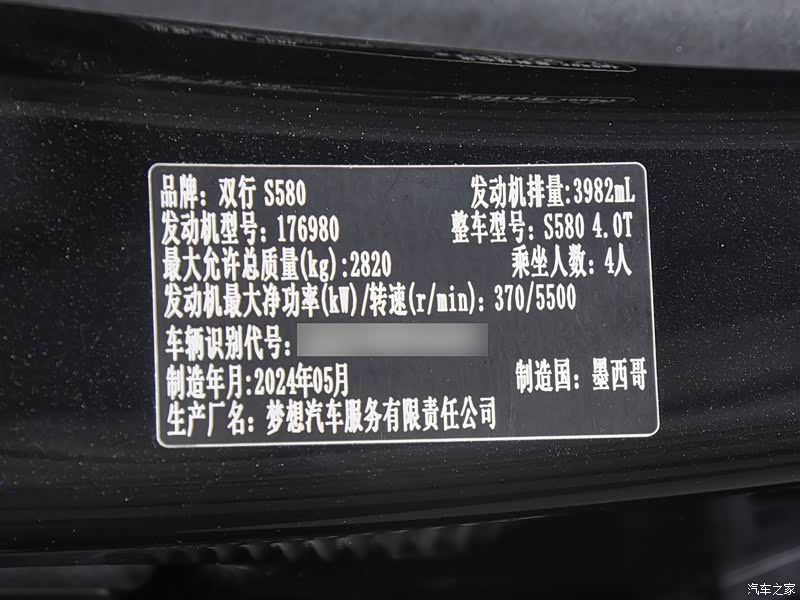 品牌：双行 S580 发动机排量:3982mL
发动机型号：176980 整车型号：S580 4.0T
最大允许总质量(kg):2820 乘坐人数：4人
发动机最大净功率(kW)/转速(r/min)：370/5500
车辆识别代号：
制造年月:2024年05月 制造国：墨西哥
生产厂名：梦想汽车服务有限责任公司
汽车之家